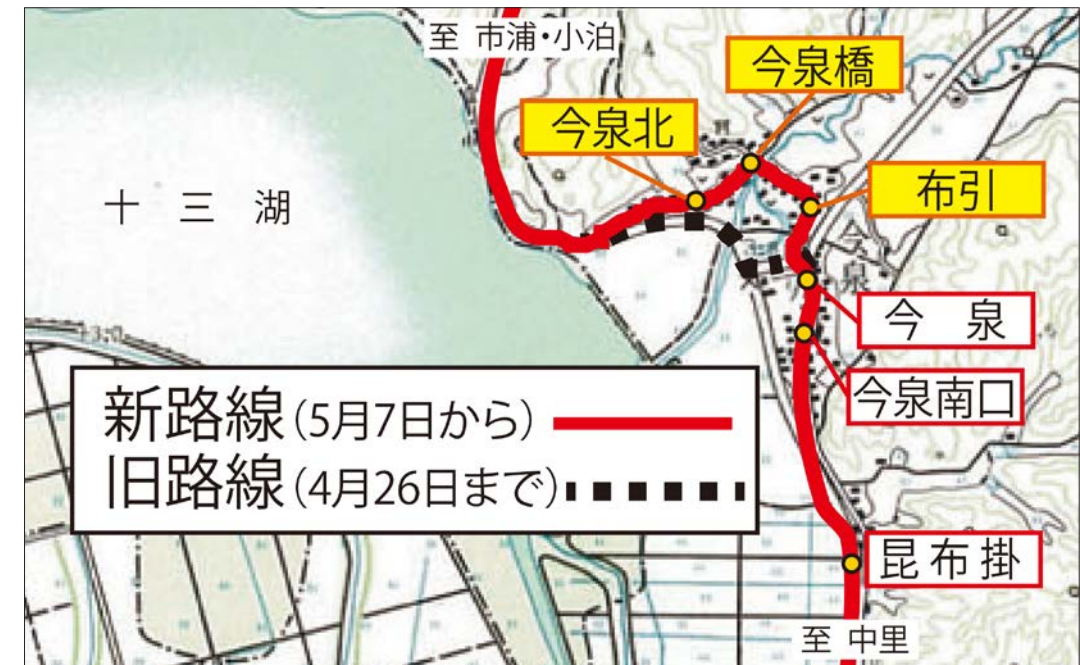 至 市浦・小泊
今泉橋
今泉北
布引
十 三 湖
今泉
今 泉
今泉南口
新路線(5月7日から)
旧路線(4月26日まで)
昆布掛
至 中里